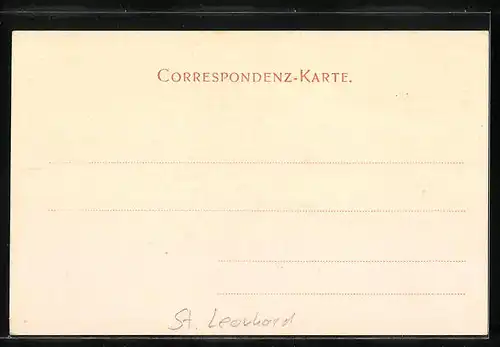 CORRESPONDENZ-KARTE.
St. Leonhard